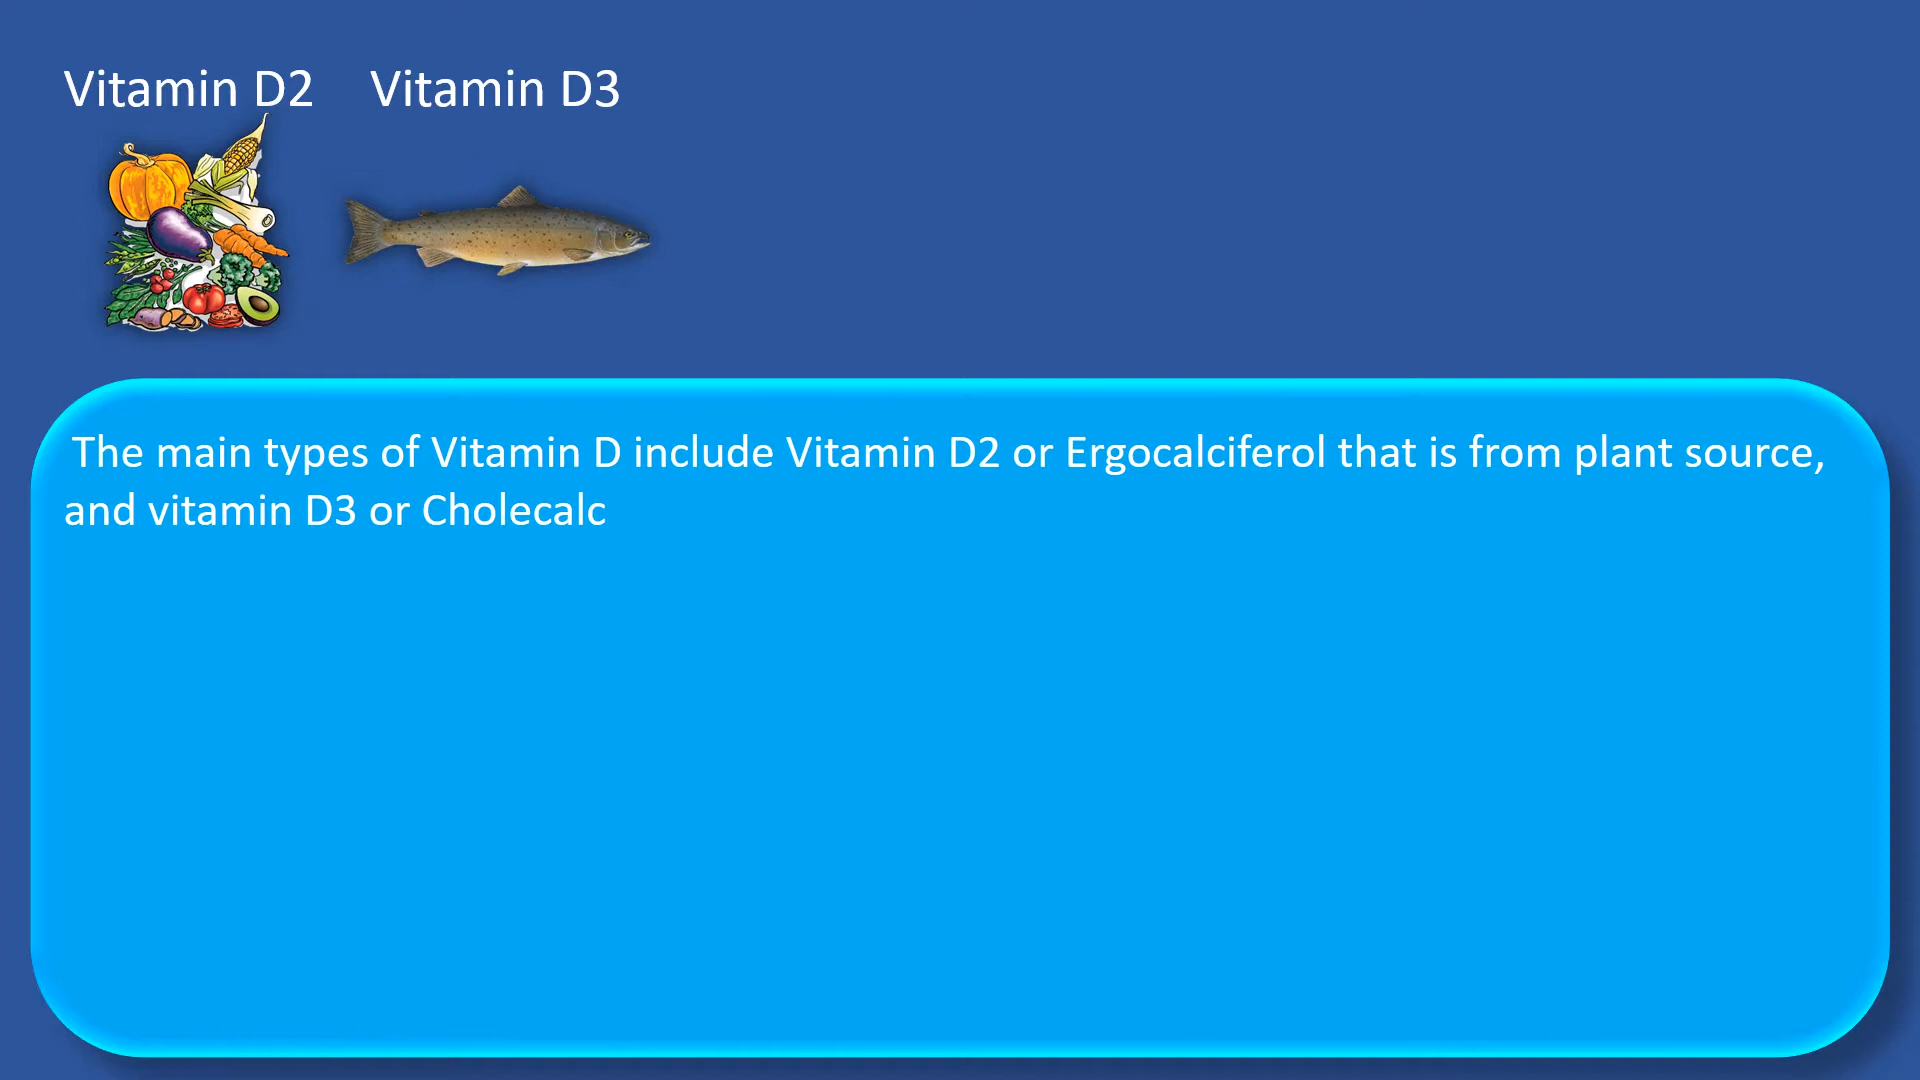 Vitamin D2 Vitamin D3
The main types of Vitamin D include Vitamin D2 or Ergocalciferol that is from plant source,
and vitamin D3 or Cholecalc